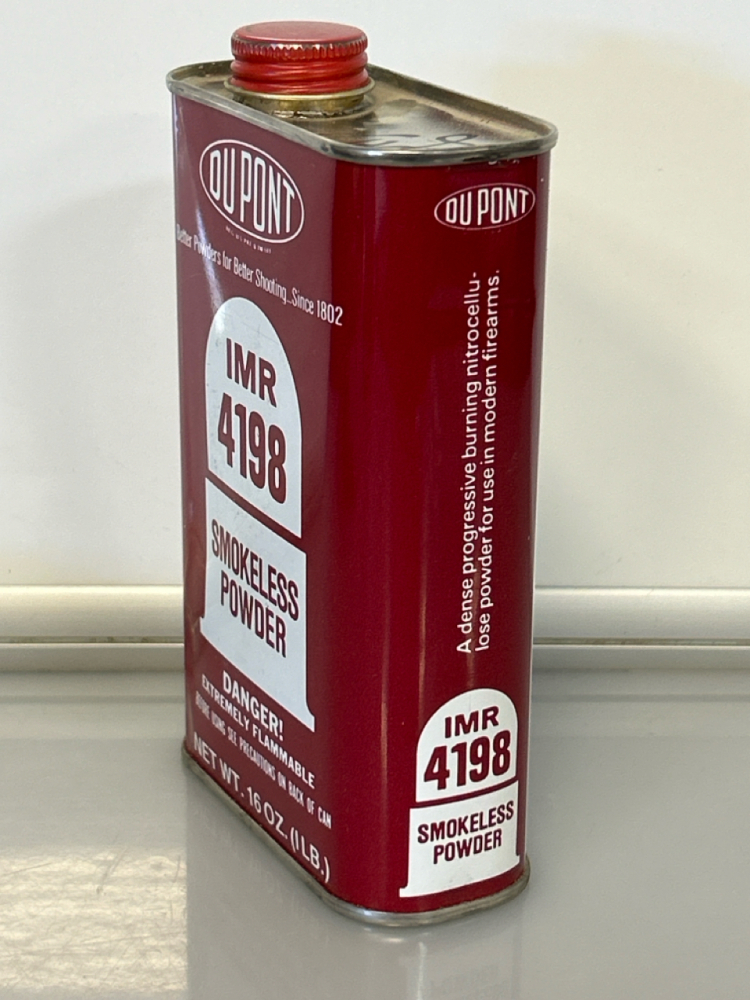 DU PONT
Better Powders for Better Shooting...Since 1802
IMR
4198
SMOKELESS
POWDER
DANGER!
EXTREMELY FLAMMABLE
BEFORE USING SEE PRECAUTIONS ON BACK OF CAN
NET WT. 16 OZ. (1 LB.)
DU PONT
A dense progressive burning nitrocellu-
lose powder for use in modern firearms.
IMR
4198
SMOKELESS
POWDER